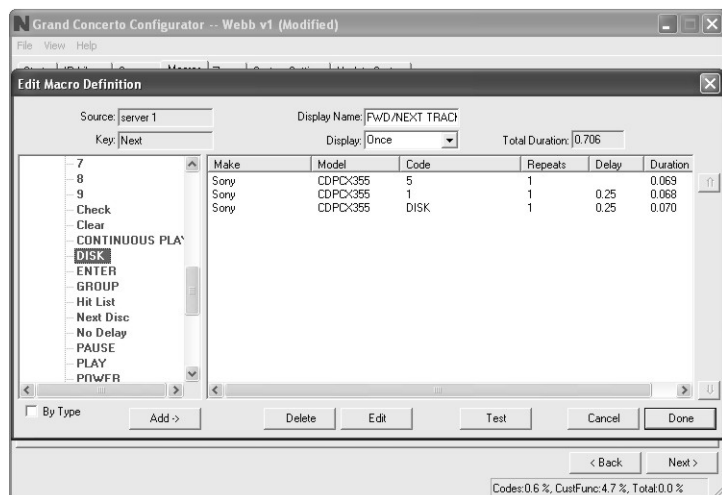 Grand Concerto Configurator -- Webb v1 (Modified)
File View Help
Edit Macro Definition
Source: server 1 Display Name: FWD/NEXT TRACK
Key: Next Display: Once Total Duration: 0.706
7
8
9
Check
Clear
CONTINUOUS PLAY
DISK
ENTER
GROUP
Hit List
Next Disc
No Delay
PAUSE
PLAY
POWER
Make Model Code Repeats Delay Duration
Sony CDPCX355 5 1 0.069
Sony CDPCX355 1 1 0.25 0.068
Sony CDPCX355 DISK 1 0.25 0.070
By Type Add -> Delete Edit Test Cancel Done
< Back Next >
Codes:0.6 %, CustFunc:4.7 %, Total:0.0 %